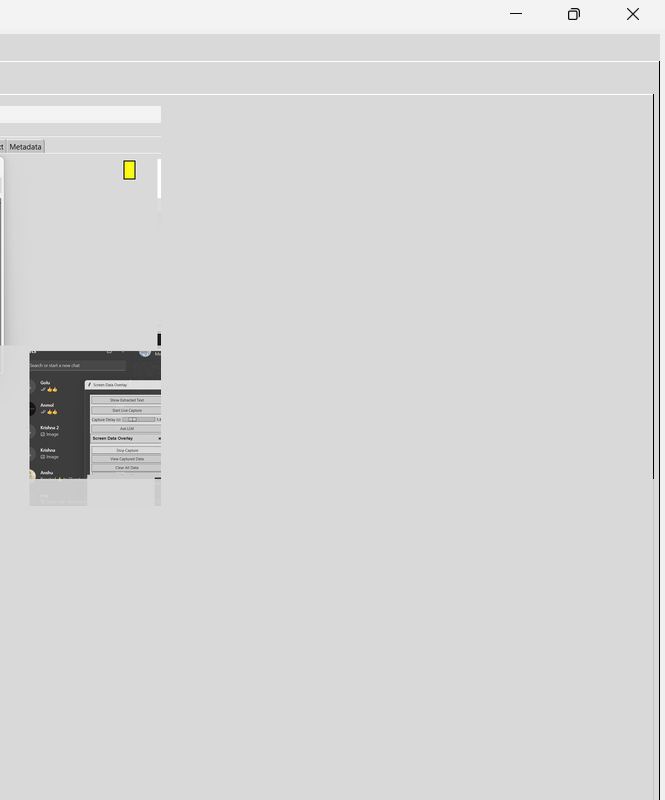 Metadata
Search or start a new chat
Golu
Screen Data Overlay
Show Extracted Text
Anmol
Start Live Capture
Capture Delay (s):
Krishna 2
Ask LLM
Image
Screen Data Overlay
Krishna
Stop Capture
Image
View Captured Data
Clear All Data
Anshu